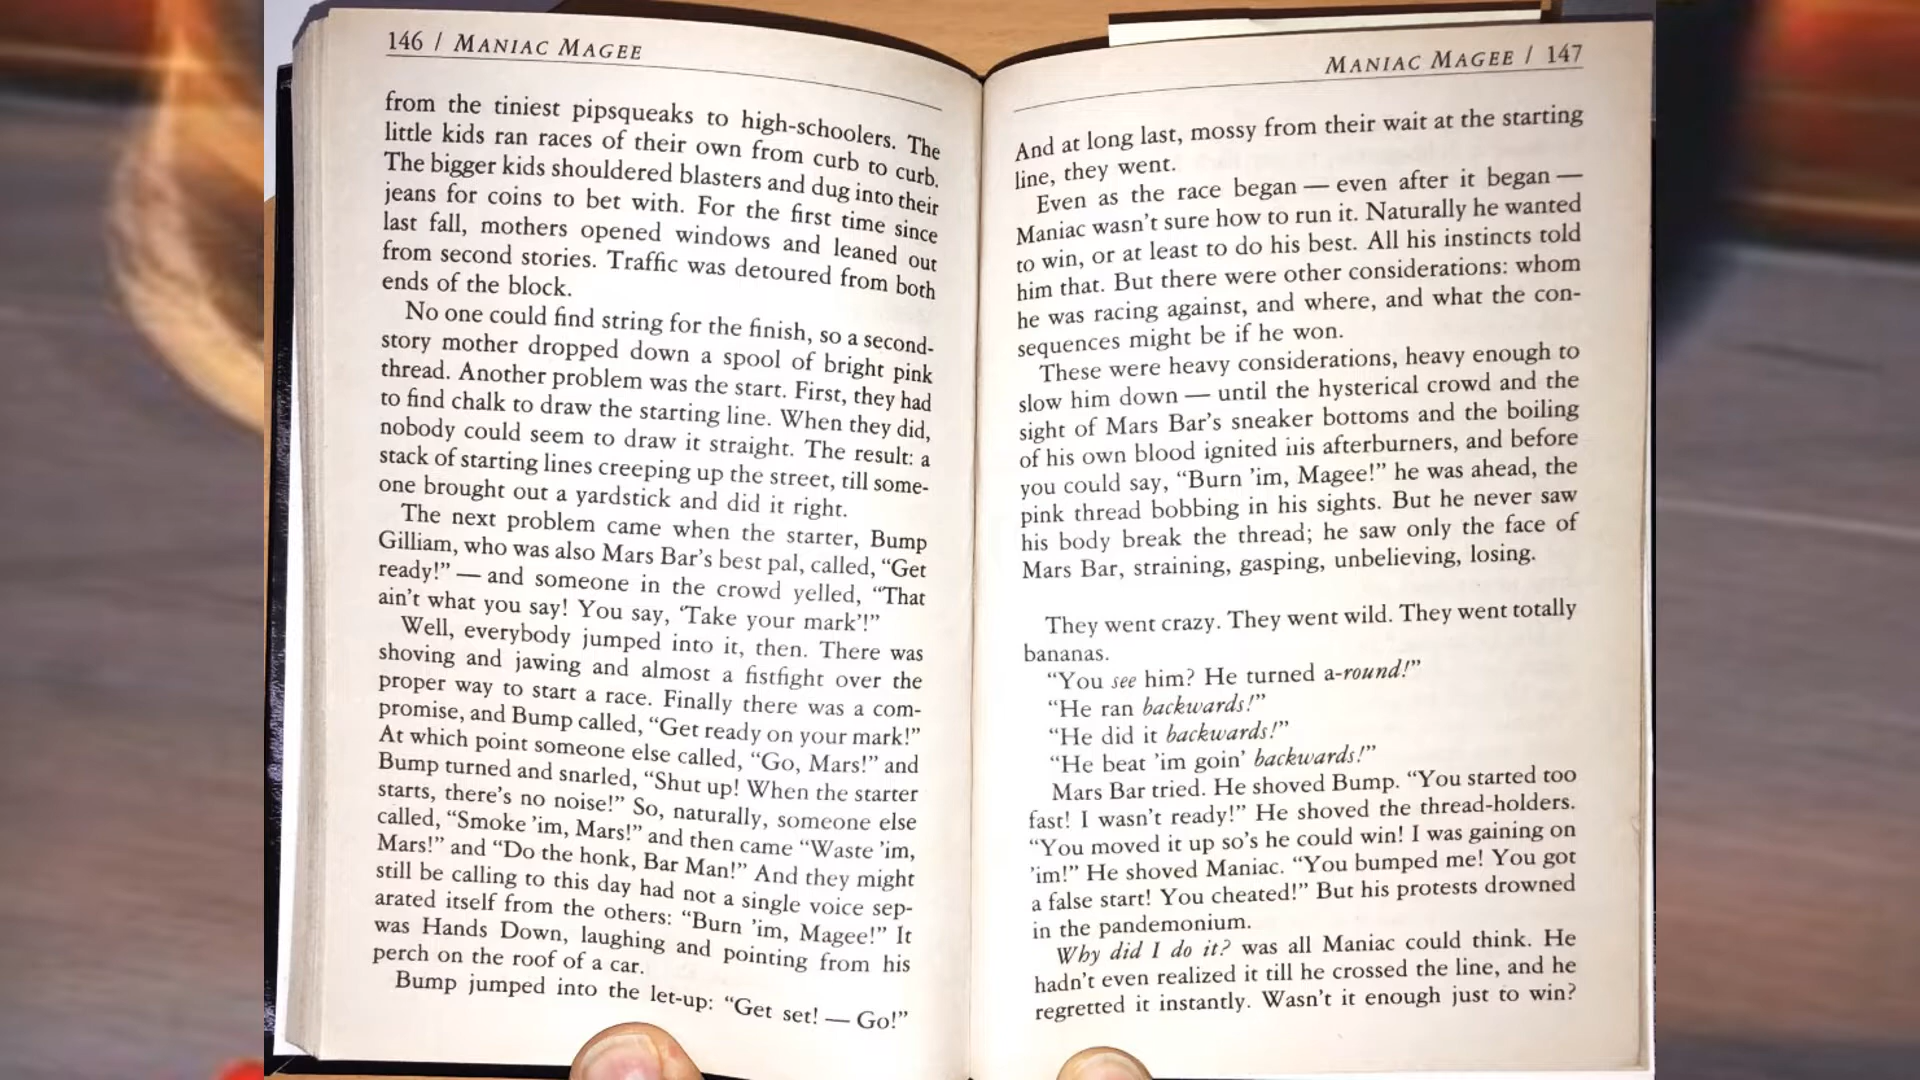 146 / MANIAC MAGEE
from the tiniest pipsqueaks to high-schoolers. The
little kids ran races of their own from curb to curb.
The bigger kids shouldered blasters and dug into their
jeans for coins to bet with. For the first time since
last fall, mothers opened windows and leaned out
from second stories. Traffic was detoured from both
ends of the block.
No one could find string for the finish, so a second-
story mother dropped down a spool of bright pink
thread. Another problem was the start. First, they had
to find chalk to draw the starting line. When they did,
nobody could seem to draw it straight. The result: a
stack of starting lines creeping up the street, till some-
one brought out a yardstick and did it right.
The next problem came when the starter, Bump
Gilliam, who was also Mars Bar's best pal, called, “Get
ready!” — and someone in the crowd yelled, “That
ain't what you say! You say, ‘Take your mark’!”
Well, everybody jumped into it, then. There was
shoving and jawing and almost a fistfight over the
proper way to start a race. Finally there was a com-
promise, and Bump called, “Get ready on your mark!”
At which point someone else called, “Go, Mars!” and
Bump turned and snarled, “Shut up! When the starter
starts, there's no noise!” So, naturally, someone else
called, “Smoke 'im, Mars!” and then came “Waste 'im,
Mars!” and “Do the honk, Bar Man!” And they might
still be calling to this day had not a single voice sep-
arated itself from the others: “Burn 'im, Magee!” It
was Hands Down, laughing and pointing from his
perch on the roof of a car.
Bump jumped into the let-up: “Get set! — Go!”
MANIAC MAGEE / 147
And at long last, mossy from their wait at the starting
line, they went.
Even as the race began — even after it began —
Maniac wasn't sure how to run it. Naturally he wanted
to win, or at least to do his best. All his instincts told
him that. But there were other considerations: whom
he was racing against, and where, and what the con-
sequences might be if he won.
These were heavy considerations, heavy enough to
slow him down — until the hysterical crowd and the
sight of Mars Bar's sneaker bottoms and the boiling
of his own blood ignited his afterburners, and before
you could say, “Burn 'im, Magee!” he was ahead, the
pink thread bobbing in his sights. But he never saw
his body break the thread; he saw only the face of
Mars Bar, straining, gasping, unbelieving, losing.
They went crazy. They went wild. They went totally
bananas.
“You see him? He turned a-round!”
“He ran backwards!”
“He did it backwards!”
“He beat 'im goin' backwards!”
Mars Bar tried. He shoved Bump. “You started too
fast! I wasn't ready!” He shoved the thread-holders.
“You moved it up so's he could win! I was gaining on
'im!” He shoved Maniac. “You bumped me! You got
a false start! You cheated!” But his protests drowned
in the pandemonium.
Why did I do it? was all Maniac could think. He
hadn't even realized it till he crossed the line, and he
regretted it instantly. Wasn't it enough just to win?